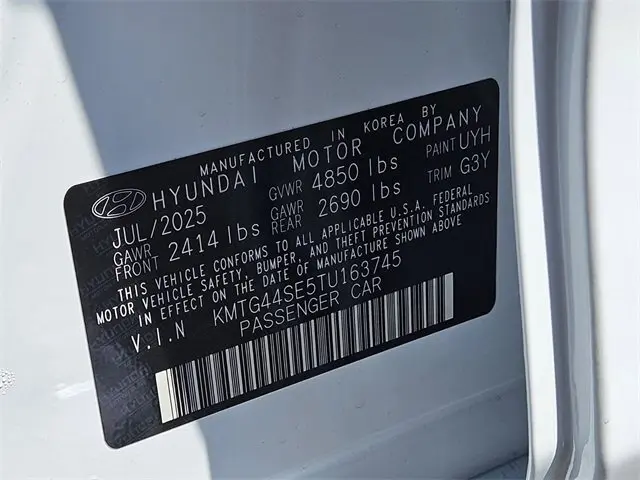 MANUFACTURED IN KOREA BY
HYUNDAI MOTOR COMPANY
JUL/2025 GVWR 4850 lbs PAINT UYH
GAWR FRONT 2414 lbs GAWR REAR 2690 lbs TRIM G3Y
THIS VEHICLE CONFORMS TO ALL APPLICABLE U.S.A. FEDERAL
MOTOR VEHICLE SAFETY, BUMPER, AND THEFT PREVENTION STANDARDS
IN EFFECT ON THE DATE OF MANUFACTURE SHOWN ABOVE
V.I.N KMTG44SE5TU163745
PASSENGER CAR